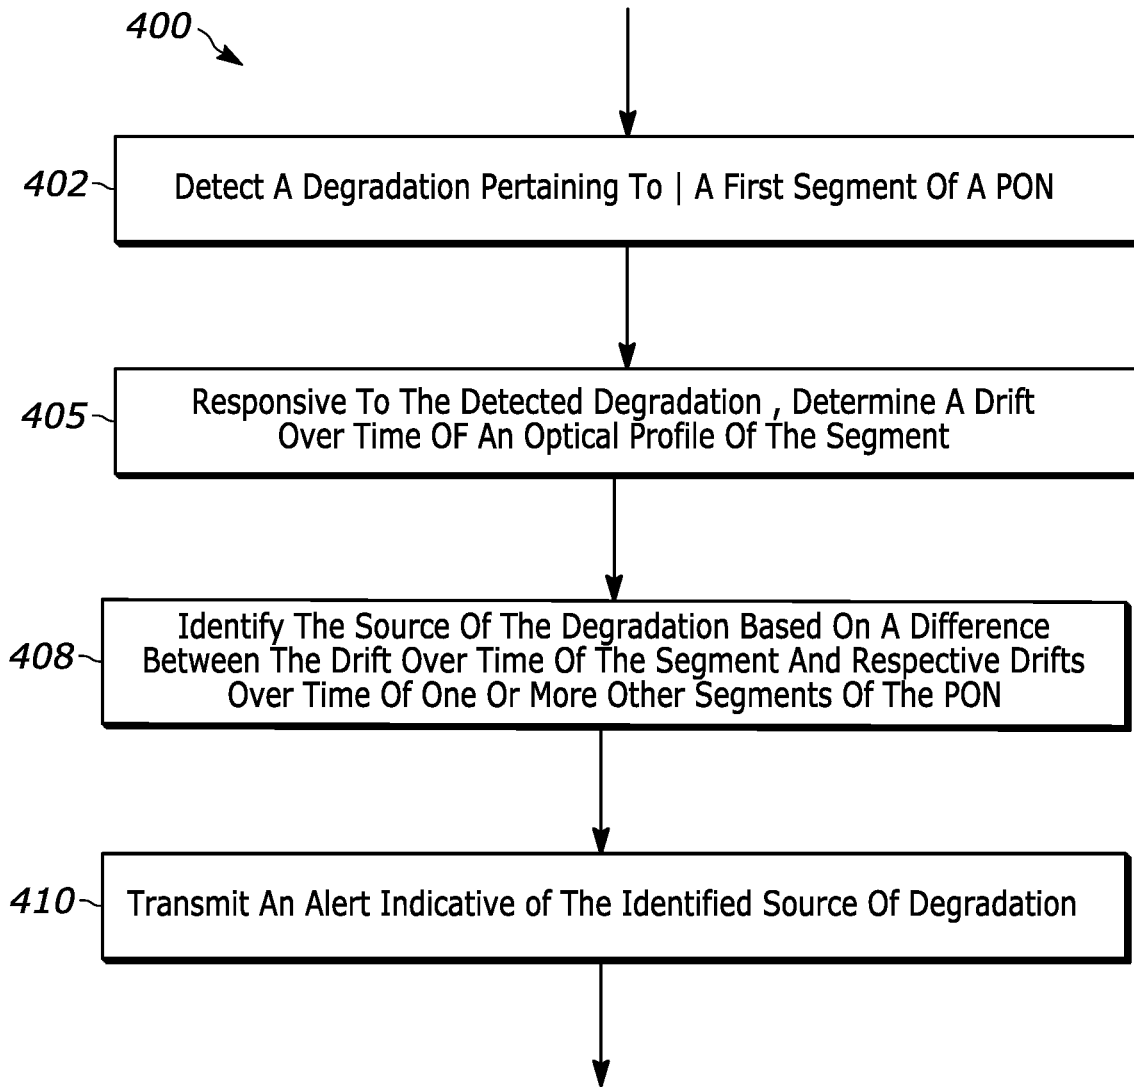 400
402
Detect A Degradation Pertaining To | A First Segment Of A PON
405
Responsive To The Detected Degradation , Determine A Drift
Over Time OF An Optical Profile Of The Segment
408
Identify The Source Of The Degradation Based On A Difference
Between The Drift Over Time Of The Segment And Respective Drifts
Over Time Of One Or More Other Segments Of The PON
410
Transmit An Alert Indicative of The Identified Source Of Degradation